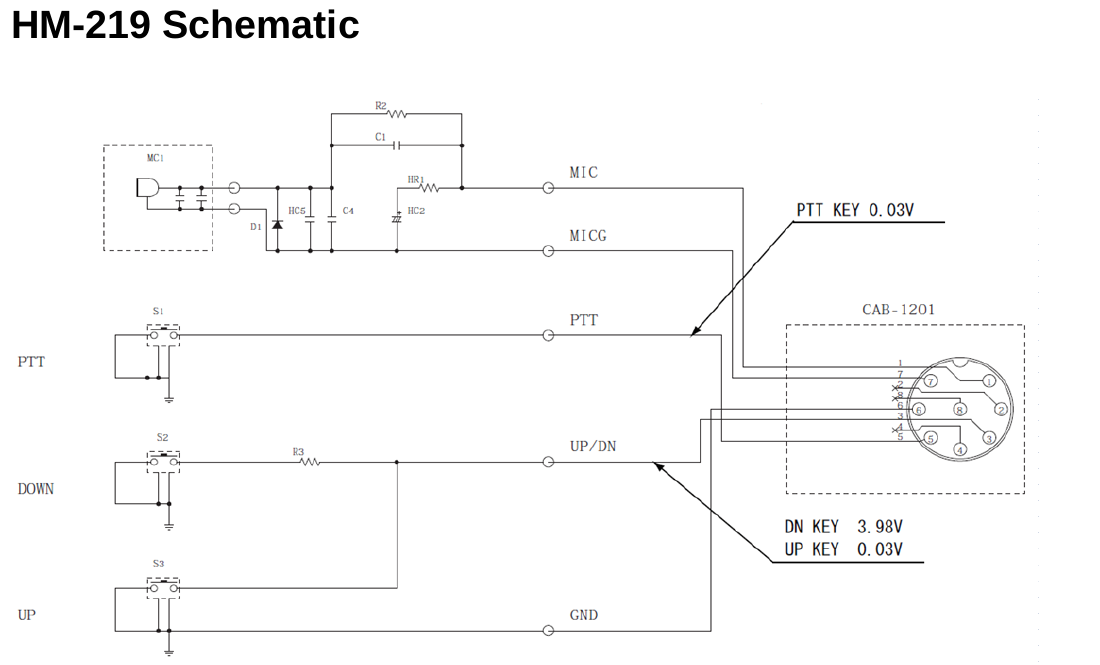 HM-219 Schematic
R2
C1
MC1
HR1
MIC
HC5
C4
HC2
D1
MICG
PTT KEY 0.03V
S1
PTT
PTT
CAB-1201
1
7
2
8
6
3
4
5
7
1
6
8
2
5
3
4
S2
R3
UP/DN
DOWN
DN KEY 3.98V
UP KEY 0.03V
S3
UP
GND